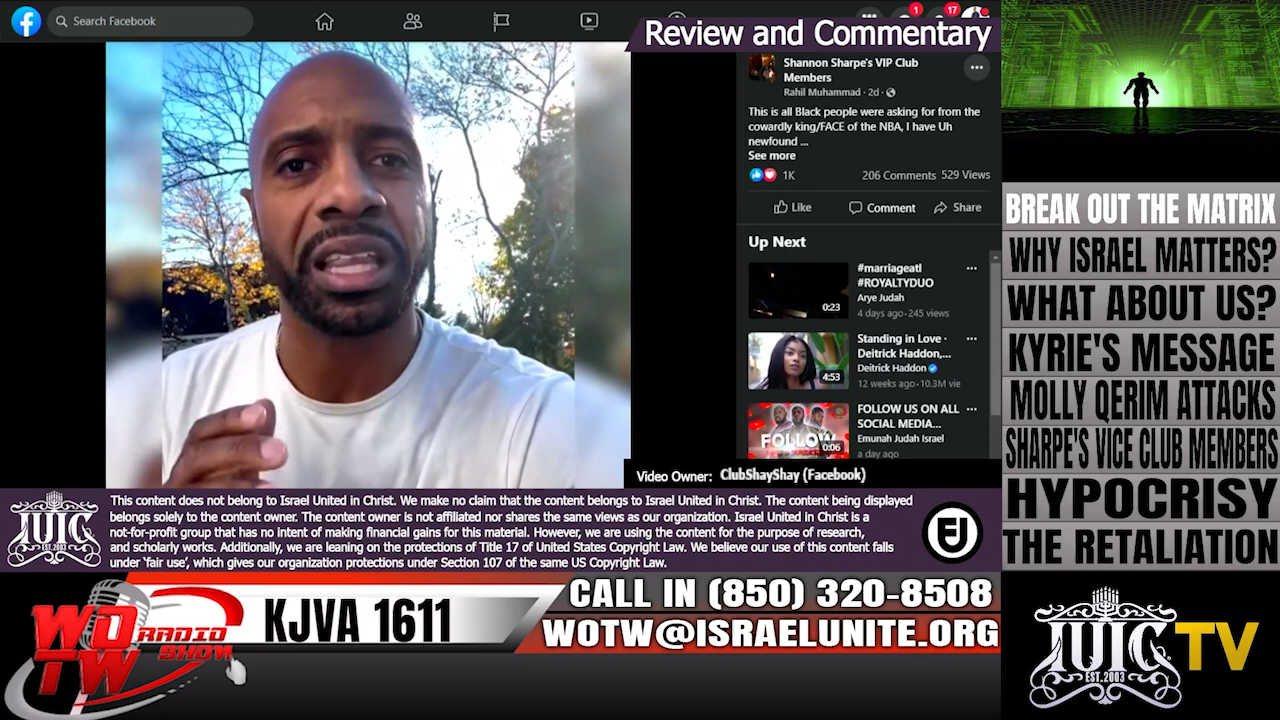 Search Facebook
1
17
Review and Commentary
Shannon Sharpe's VIP Club
Members
Rahil Muhammad · 2d ·
This is all Black people were asking for from the
cowardly king/FACE of the NBA, I have Uh
newfound ...
See more
1K
206 Comments 529 Views
Like
Comment
Share
Up Next
#marriageatl
#ROYALTYDUO
Arye Judah
4 days ago · 245 views
0:23
Standing in Love ·
Deitrick Haddon,...
Deitrick Haddon
12 weeks ago · 10.3M vie
4:53
FOLLOW US ON ALL
SOCIAL MEDIA...
Emunah Judah Israel
a day ago
FOLLOW
0:06
Video Owner: ClubShayShay (Facebook)
BREAK OUT THE MATRIX
WHY ISRAEL MATTERS?
WHAT ABOUT US?
KYRIE'S MESSAGE
MOLLY QERIM ATTACKS
SHARPE'S VICE CLUB MEMBERS
HYPOCRISY
THE RETALIATION
IUIC
EST.2003
This content does not belong to Israel United in Christ. We make no claim that the content belongs to Israel United in Christ. The content being displayed
belongs solely to the content owner. The content owner is not affiliated nor shares the same views as our organization. Israel United in Christ is a
not-for-profit group that has no intent of making financial gains for this material. However, we are using the content for the purpose of research,
and scholarly works. Additionally, we are leaning on the protections of Title 17 of United States Copyright Law. We believe our use of this content falls
under 'fair use', which gives our organization protections under Section 107 of the same US Copyright Law.
WOTW
RADIO
SHOW
KJVA 1611
CALL IN (850) 320-8508
WOTW@ISRAELUNITE.ORG
IUIC TV
EST.2003